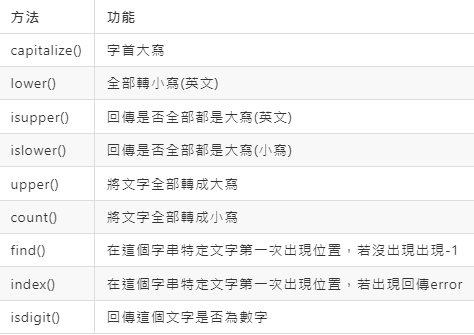 方法 功能
capitalize() 字首大寫
lower() 全部轉小寫(英文)
isupper() 回傳是否全部都是大寫(英文)
islower() 回傳是否全部都是大寫(小寫)
upper() 將文字全部轉成大寫
count() 將文字全部轉成小寫
find() 在這個字串特定文字第一次出現位置，若沒出現出現-1
index() 在這個字串特定文字第一次出現位置，若出現回傳error
isdigit() 回傳這個文字是否為數字